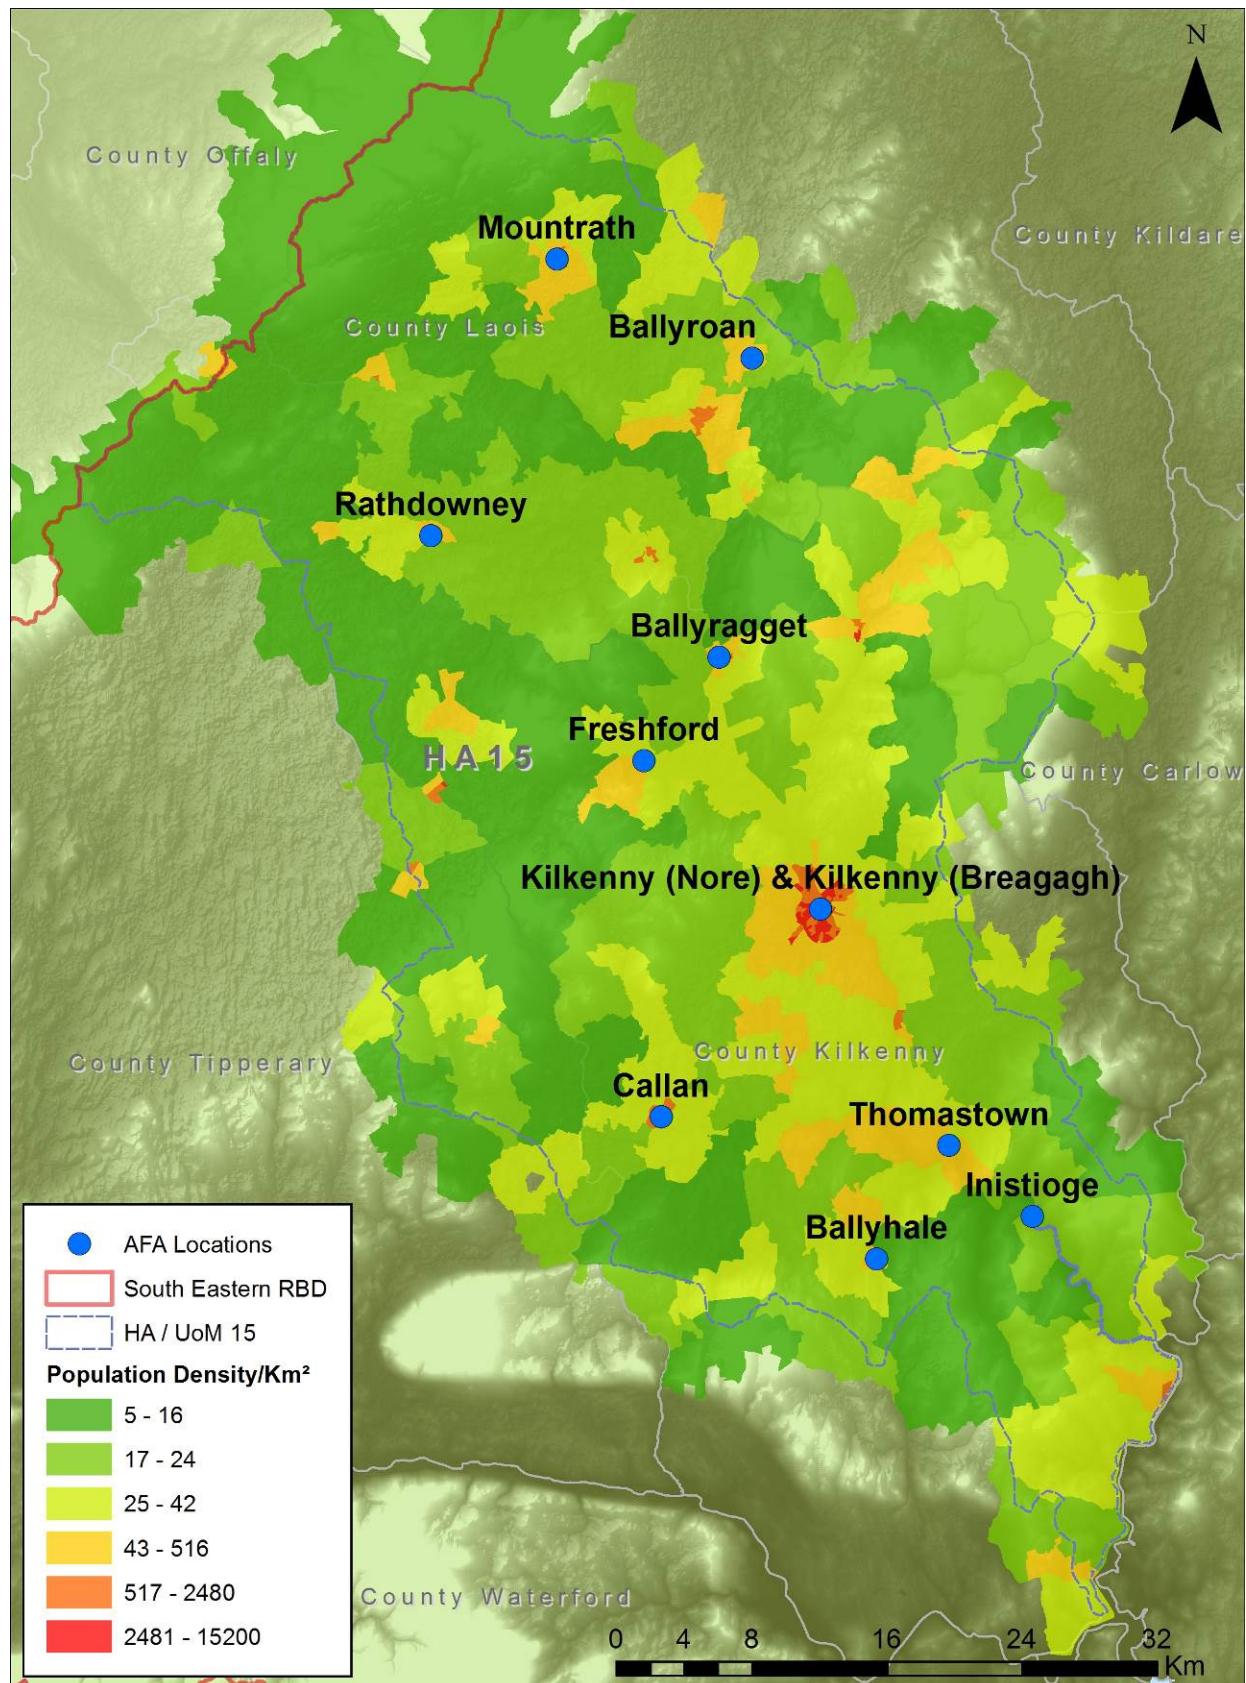 N
County Offaly
County Kildare
Mountrath
County Laois
Ballyroan
Rathdowney
Ballyragget
Freshford
HA15
County Carlow
Kilkenny (Nore) & Kilkenny (Breagagh)
County Tipperary
County Kilkenny
Callan
Thomastown
Inistioge
Ballyhale
AFA Locations
South Eastern RBD
HA / UoM 15
Population Density/Km²
5 - 16
17 - 24
25 - 42
43 - 516
517 - 2480
2481 - 15200
County Waterford
0 4 8 16 24 32
Km